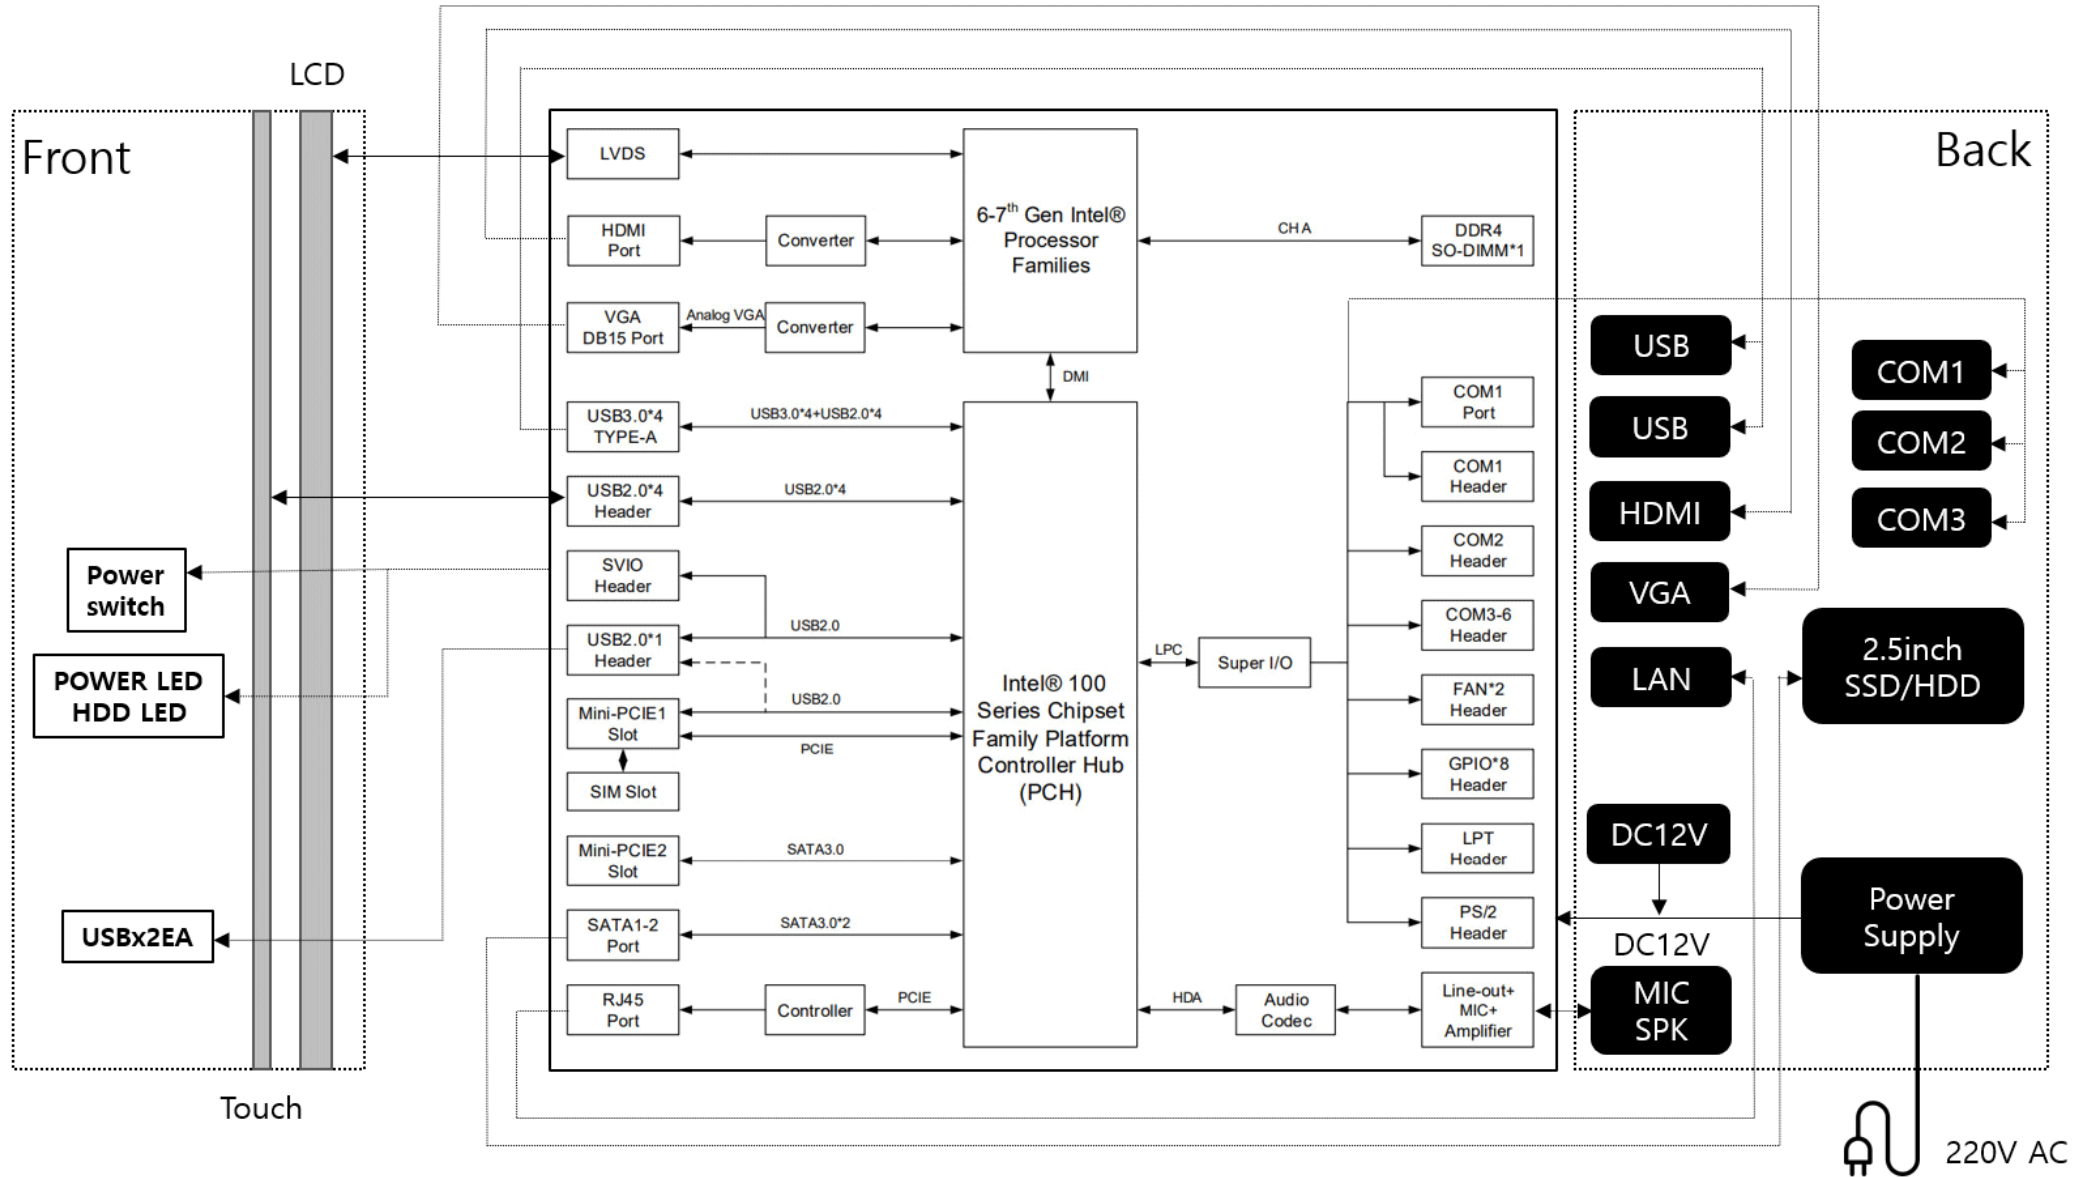 LCD
Front
Back
LVDS
HDMI
Port
Converter
VGA
DB15 Port
Analog VGA
Converter
6-7th Gen Intel®
Processor
Families
CH A
DDR4
SO-DIMM*1
DMI
USB3.0*4
TYPE-A
USB3.0*4+USB2.0*4
USB2.0*4
Header
USB2.0*4
SVIO
Header
USB2.0
USB2.0*1
Header
USB2.0
Mini-PCIE1
Slot
PCIE
SIM Slot
Mini-PCIE2
Slot
SATA3.0
SATA1-2
Port
SATA3.0*2
RJ45
Port
Controller
PCIE
Intel® 100
Series Chipset
Family Platform
Controller Hub
(PCH)
LPC
Super I/O
COM1
Port
COM1
Header
COM2
Header
COM3-6
Header
FAN*2
Header
GPIO*8
Header
LPT
Header
PS/2
Header
HDA
Audio
Codec
Line-out+
MIC+
Amplifier
Power
switch
POWER LED
HDD LED
USBx2EA
Touch
USB
USB
HDMI
VGA
LAN
COM1
COM2
COM3
2.5inch
SSD/HDD
DC12V
DC12V
Power
Supply
MIC
SPK
220V AC